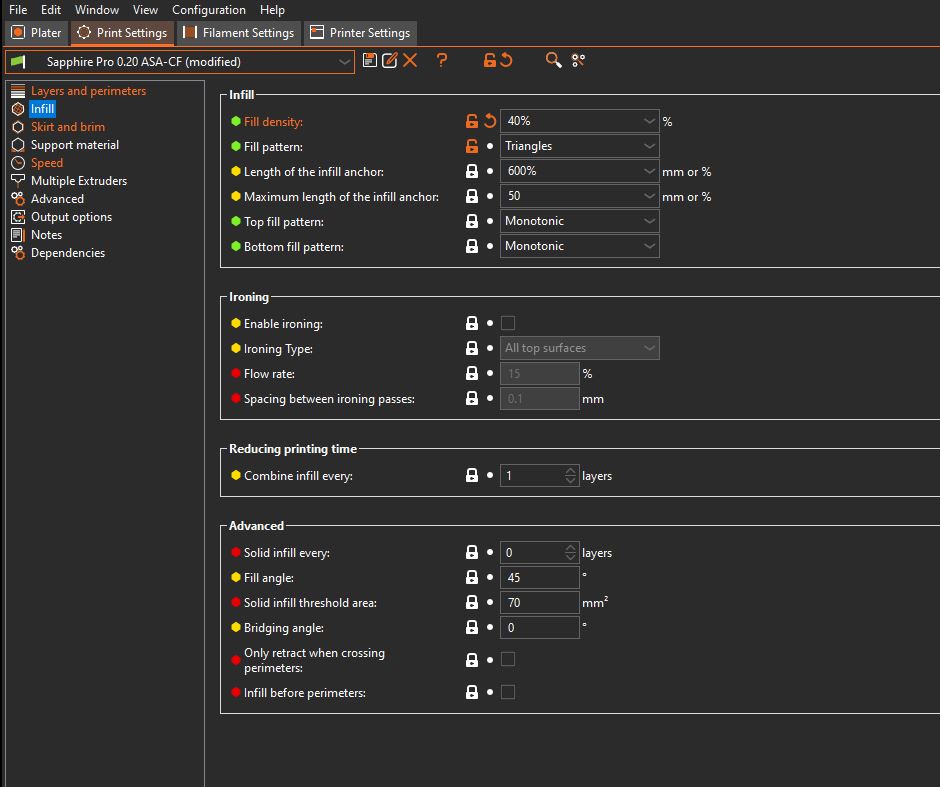 File Edit Window View Configuration Help
Plater Print Settings Filament Settings Printer Settings
Sapphire Pro 0.20 ASA-CF (modified) ?
Layers and perimeters
Infill
Skirt and brim
Support material
Speed
Multiple Extruders
Advanced
Output options
Notes
Dependencies
Infill
Fill density: 40% %
Fill pattern: Triangles
Length of the infill anchor: 600% mm or %
Maximum length of the infill anchor: 50 mm or %
Top fill pattern: Monotonic
Bottom fill pattern: Monotonic
Ironing
Enable ironing:
Ironing Type: All top surfaces
Flow rate: 15 %
Spacing between ironing passes: 0.1 mm
Reducing printing time
Combine infill every: 1 layers
Advanced
Solid infill every: 0 layers
Fill angle: 45 °
Solid infill threshold area: 70 mm²
Bridging angle: 0 °
Only retract when crossing
perimeters:
Infill before perimeters: